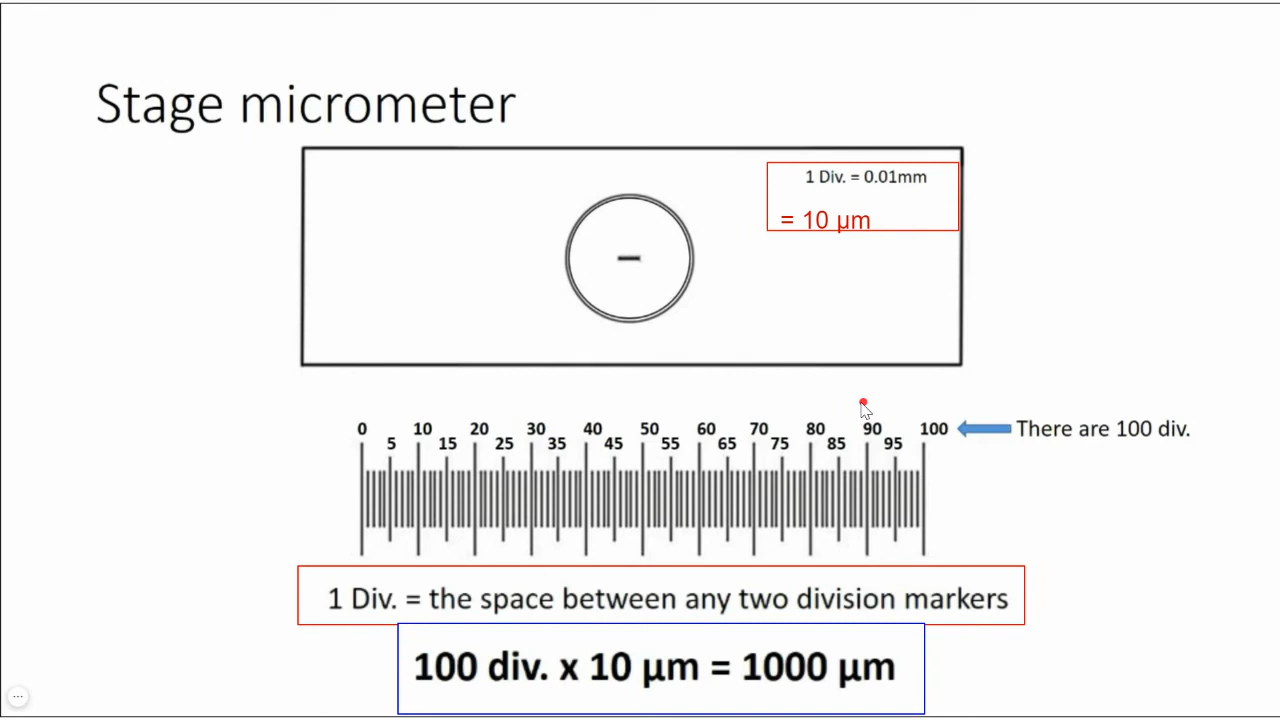 Stage micrometer
1 Div. = 0.01mm
= 10 µm
0 10 20 30 40 50 60 70 80 90 100
There are 100 div.
5 15 25 35 45 55 65 75 85 95
1 Div. = the space between any two division markers
100 div. x 10 µm = 1000 µm